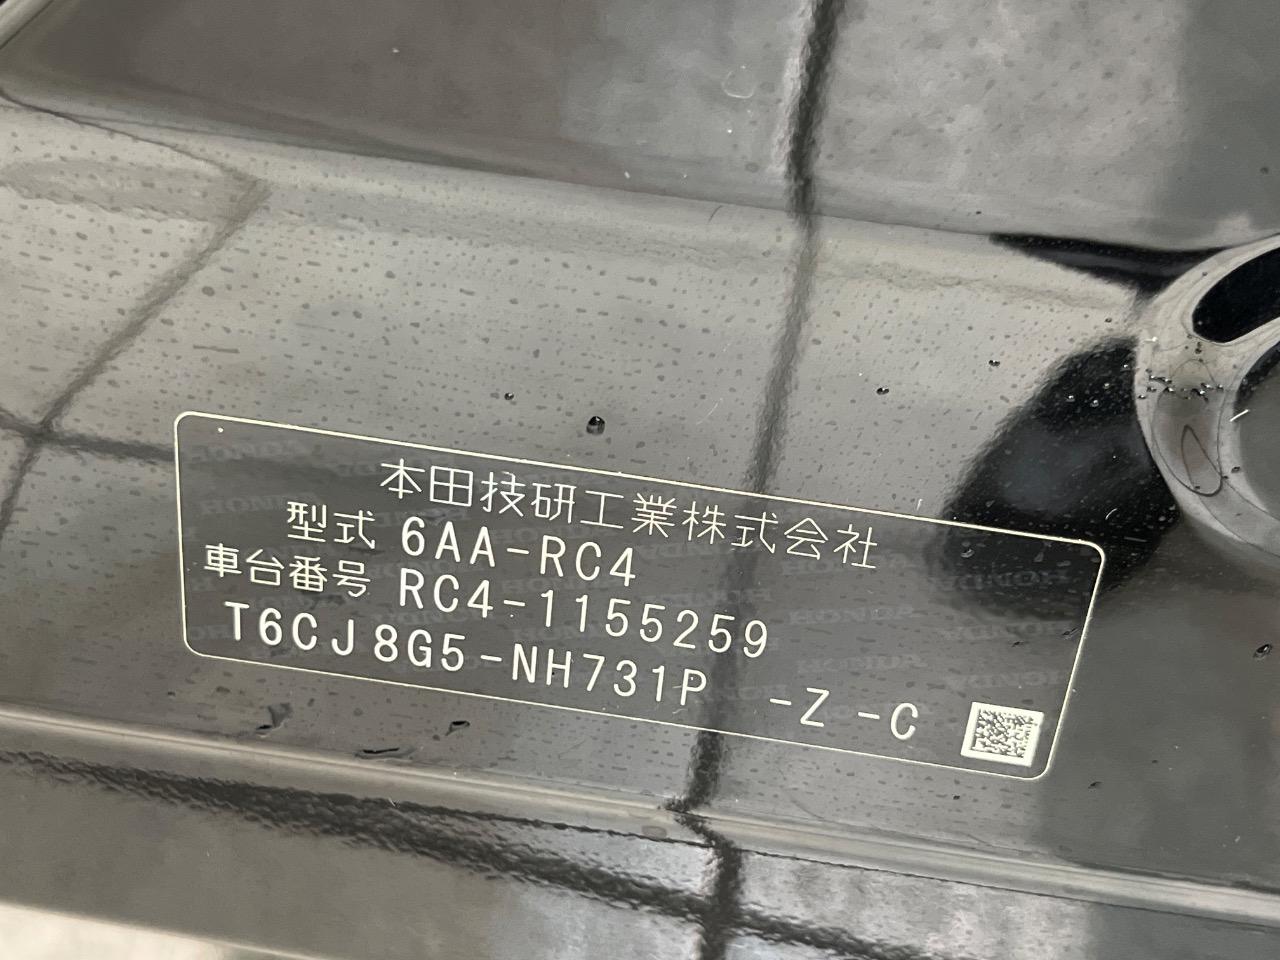 本田技研工業株式会社
型式 6AA-RC4
車台番号 RC4-1155259
T6CJ8G5-NH731P -Z -C